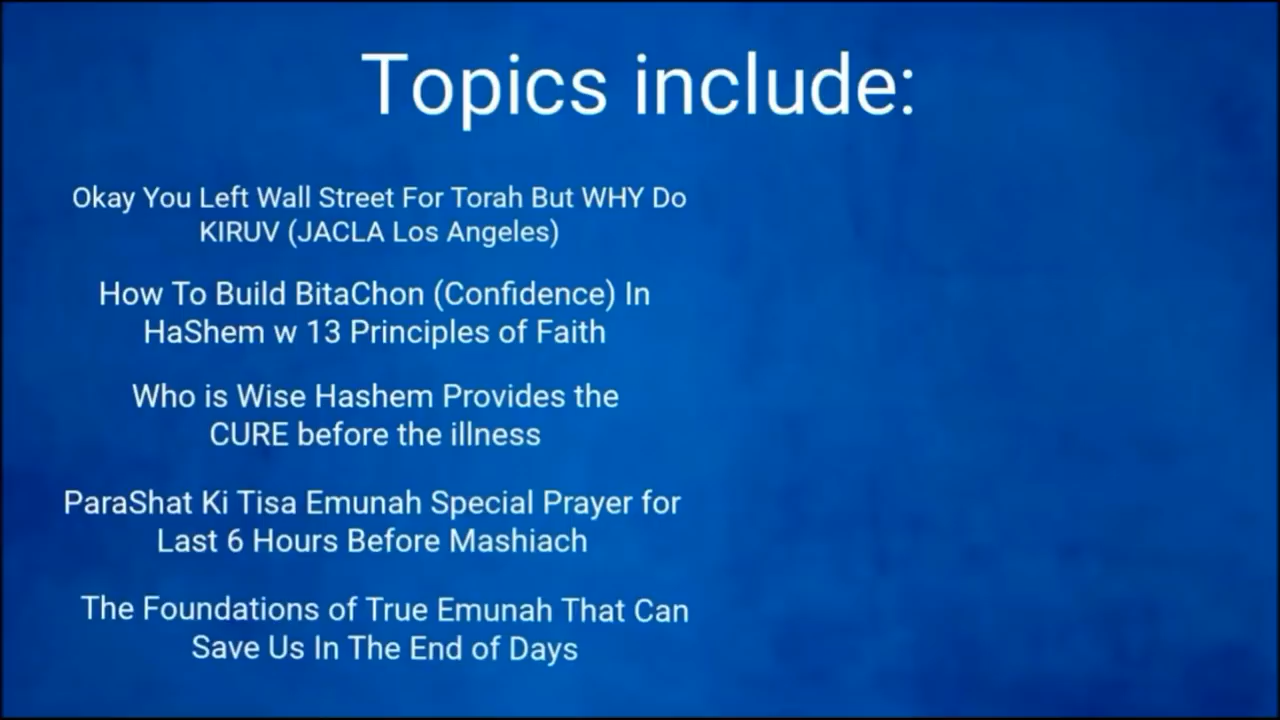 Topics include:
Okay You Left Wall Street For Torah But WHY Do
KIRUV (JACLA Los Angeles)
How To Build BitaChon (Confidence) In
HaShem w 13 Principles of Faith
Who is Wise Hashem Provides the
CURE before the illness
ParaShat Ki Tisa Emunah Special Prayer for
Last 6 Hours Before Mashiach
The Foundations of True Emunah That Can
Save Us In The End of Days